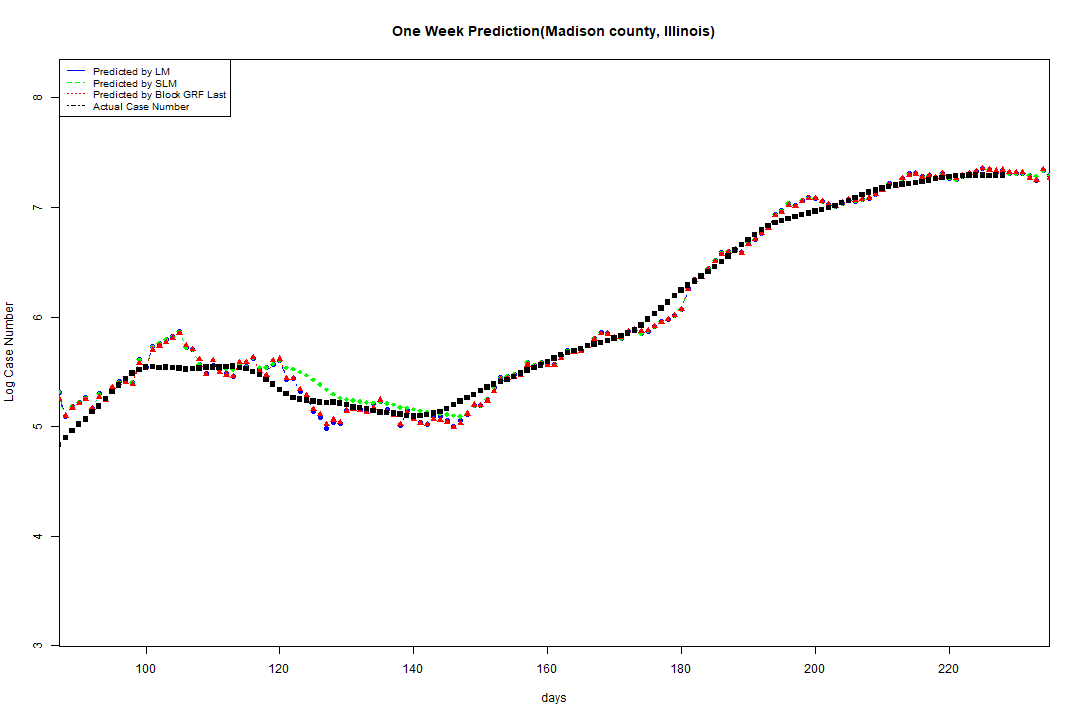 One Week Prediction(Madison county, Illinois)
Predicted by LM
Predicted by SLM
Predicted by Block GRF Last
Actual Case Number
8
7
6
5
4
3
Log Case Number
100 120 140 160 180 200 220
days